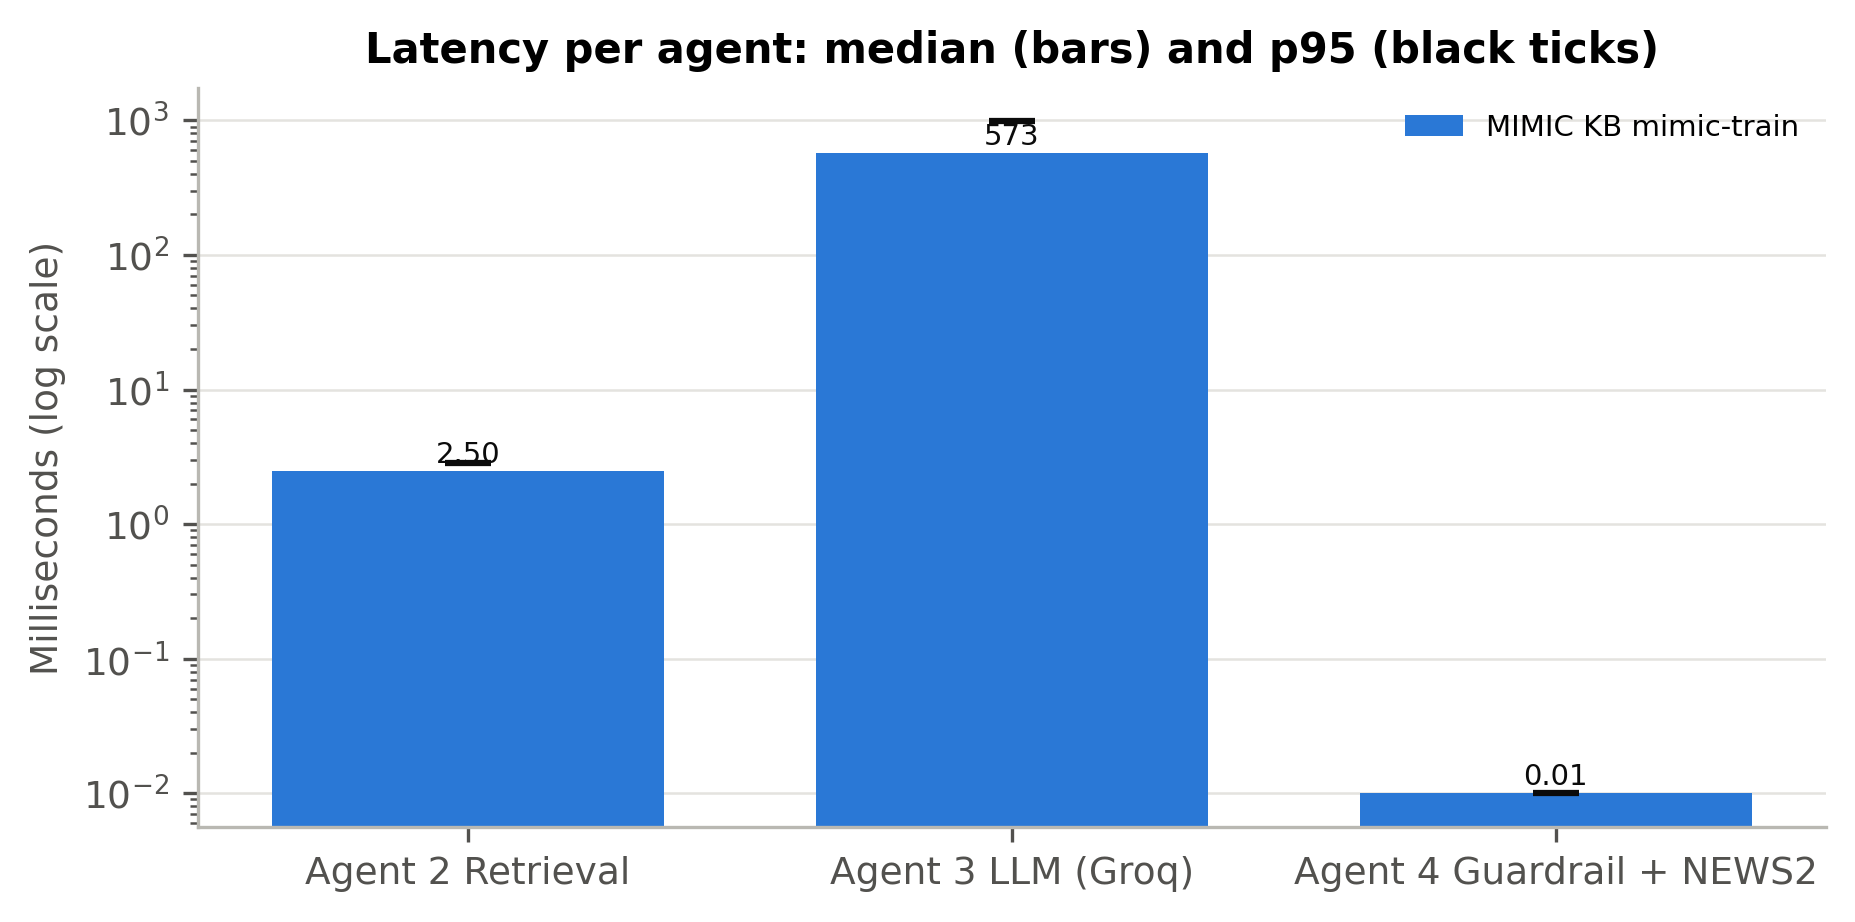 Latency per agent: median (bars) and p95 (black ticks)
MIMIC KB mimic-train
Milliseconds (log scale)
10³
10²
10¹
10⁰
10⁻¹
10⁻²
2.50
573
0.01
Agent 2 Retrieval
Agent 3 LLM (Groq)
Agent 4 Guardrail + NEWS2